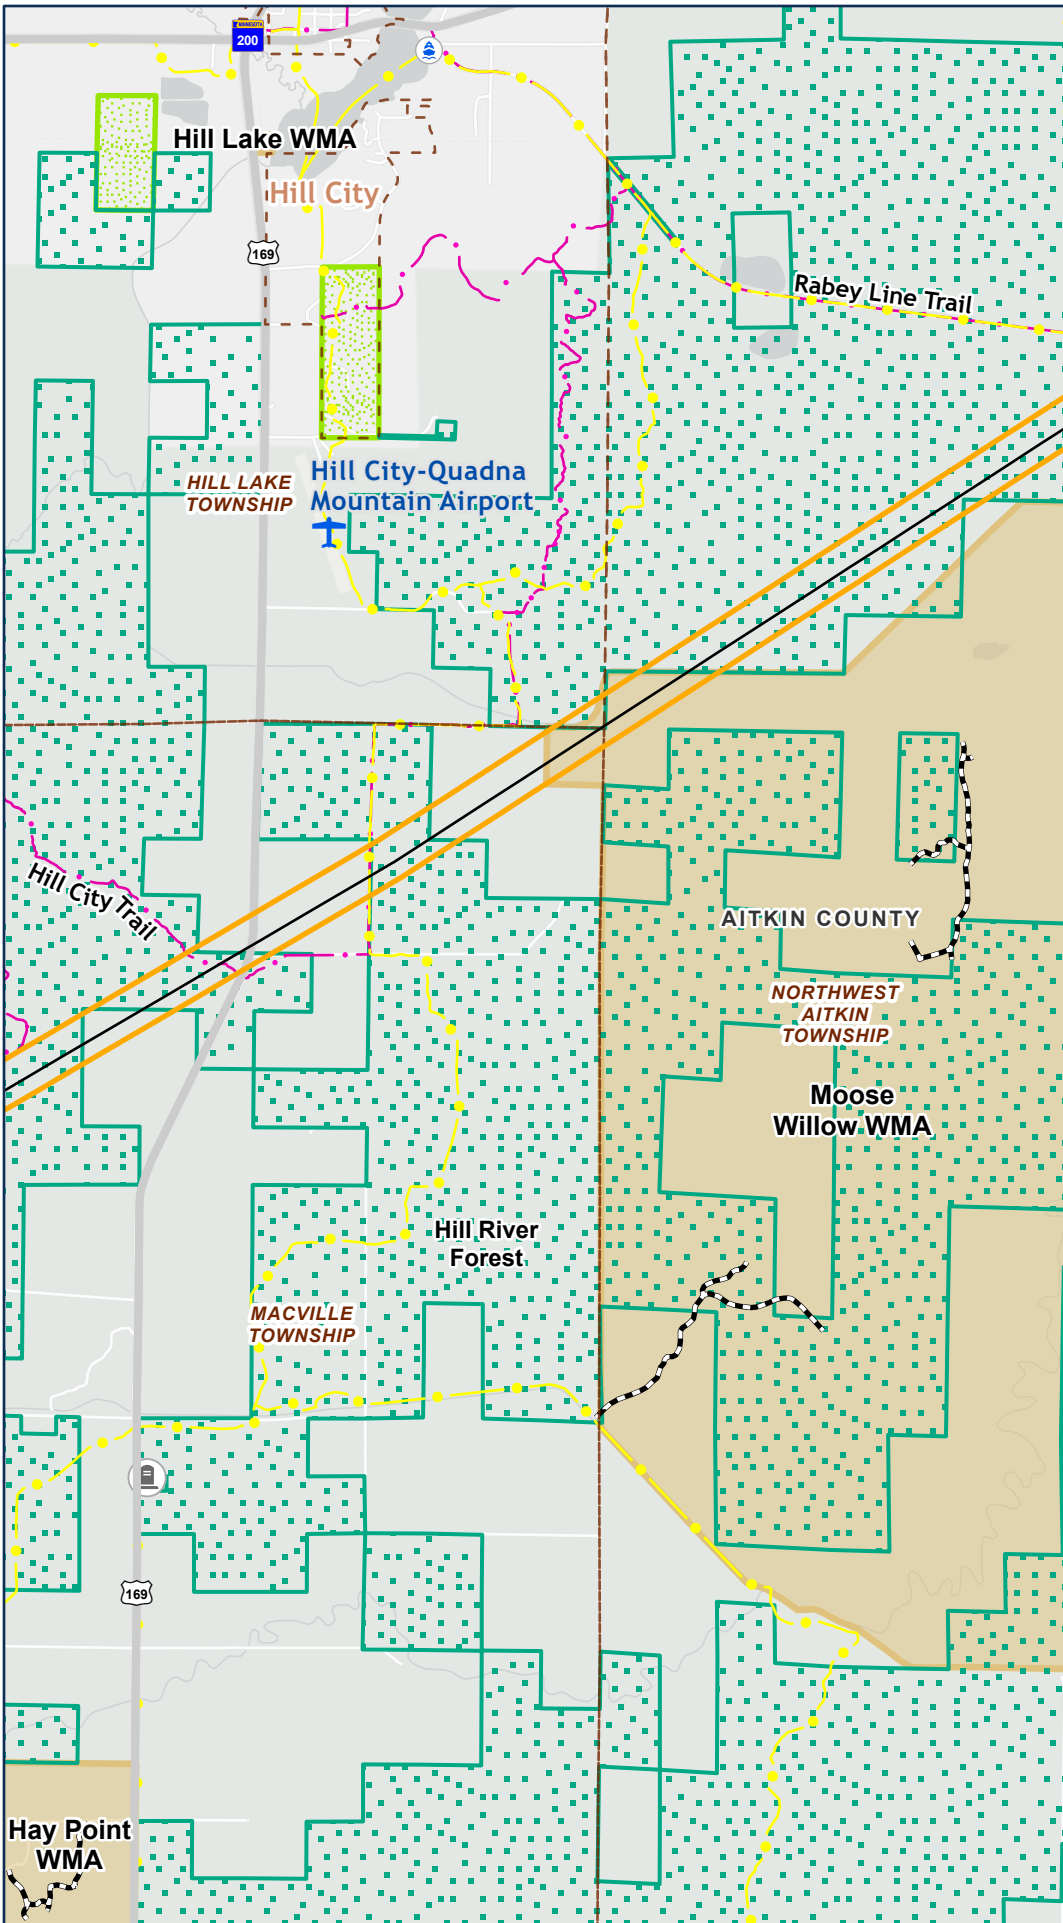 MINNESOTA
200
Hill Lake WMA
Hill City
169
Rabey Line Trail
HILL LAKE
TOWNSHIP
Hill City-Quadna
Mountain Airport
Hill City Trail
AITKIN COUNTY
NORTHWEST
AITKIN
TOWNSHIP
Moose
Willow WMA
Hill River
Forest
MACVILLE
TOWNSHIP
169
Hay Point
WMA